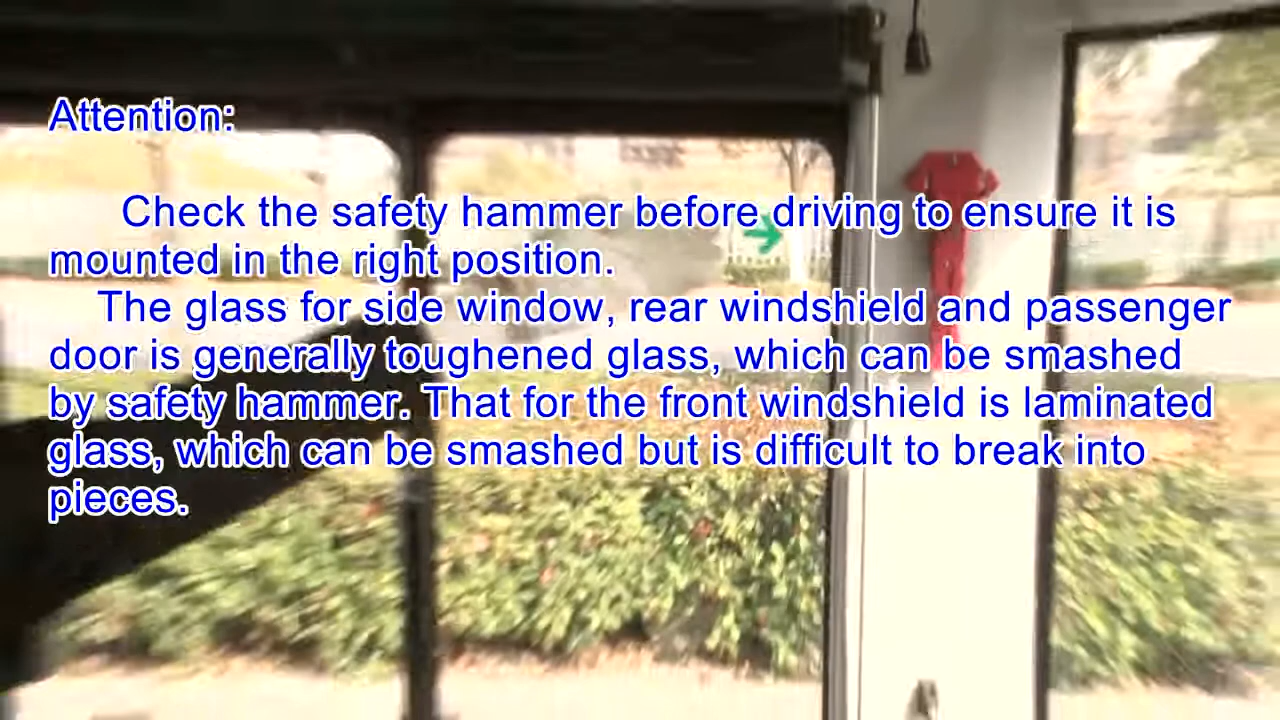 Attention:
Check the safety hammer before driving to ensure it is
mounted in the right position.
The glass for side window, rear windshield and passenger
door is generally toughened glass, which can be smashed
by safety hammer. That for the front windshield is laminated
glass, which can be smashed but is difficult to break into
pieces.